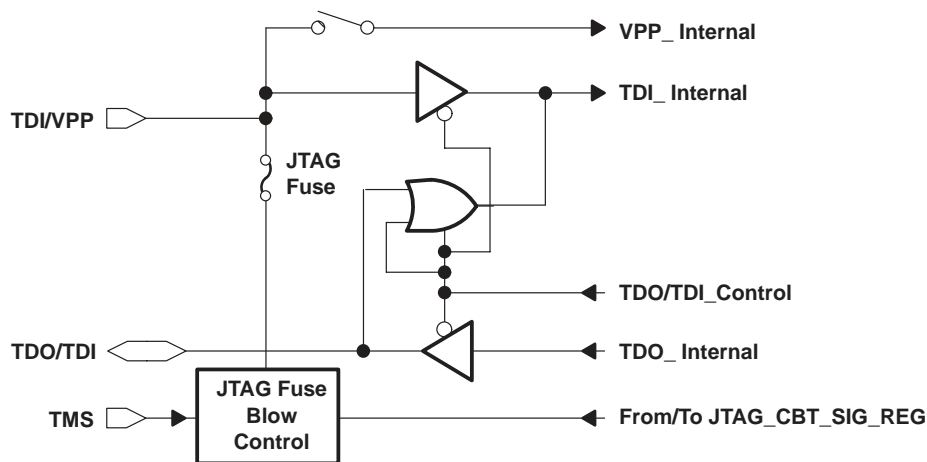 VPP_ Internal
TDI_ Internal
TDI/VPP
JTAG
Fuse
TDO/TDI_Control
TDO/TDI
TDO_ Internal
JTAG Fuse
Blow
Control
TMS
From/To JTAG_CBT_SIG_REG